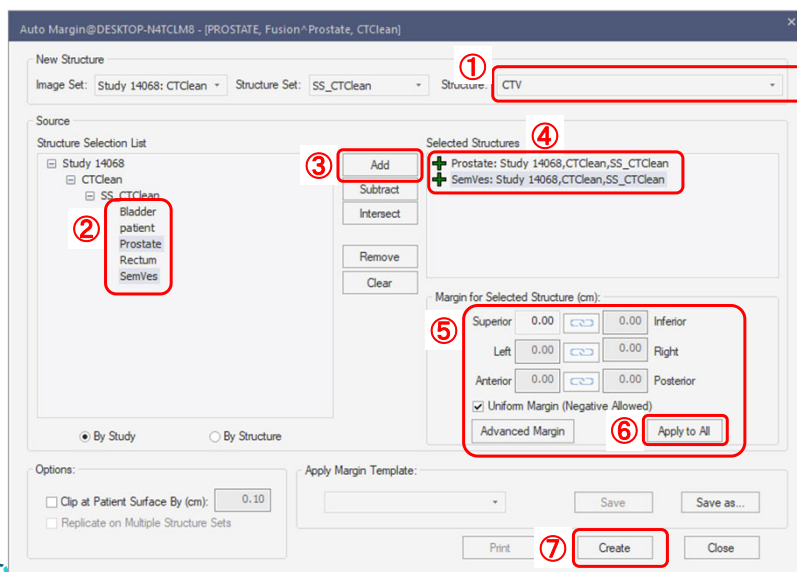 Auto Margin@DESKTOP-N4TCLM8 - [PROSTATE, Fusion^Prostate, CTClean]
×
New Structure
①
Image Set: Study 14068: CTClean Structure Set: SS_CTClean Structure: CTV
Source
Structure Selection List
Selected Structures
④
Study 14068
CTClean
SS_CTClean
②
Bladder
patient
Prostate
Rectum
SemVes
③
Add
Subtract
Intersect
Remove
Clear
Prostate: Study 14068,CTClean,SS_CTClean
SemVes: Study 14068,CTClean,SS_CTClean
Margin for Selected Structure (cm):
⑤
Superior 0.00 0.00 Inferior
Left 0.00 0.00 Right
Anterior 0.00 0.00 Posterior
Uniform Margin (Negative Allowed)
Advanced Margin ⑥ Apply to All
By Study By Structure
Options:
Clip at Patient Surface By (cm): 0.10
Replicate on Multiple Structure Sets
Apply Margin Template:
Save Save as...
Print ⑦ Create Close